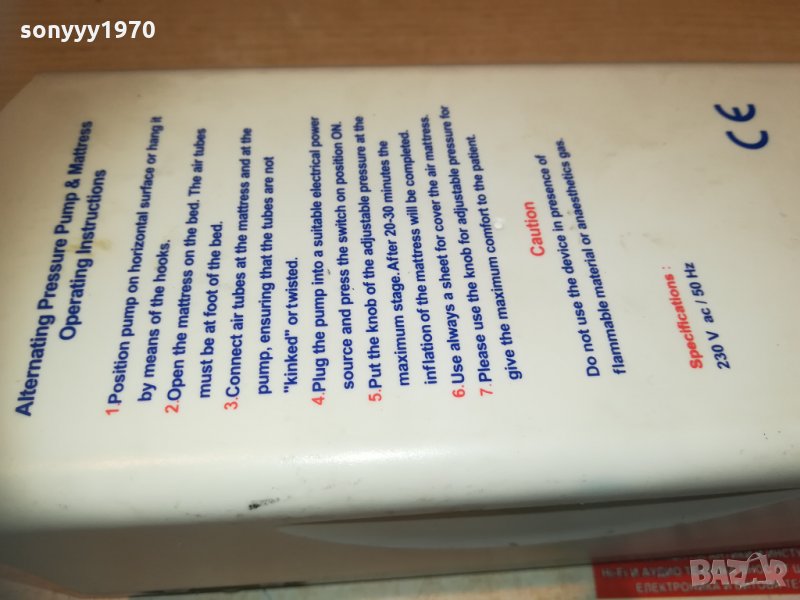 sonyyy1970
Alternating Pressure Pump & Mattress
Operating Instructions
1.Position pump on horizontal surface or hang it
by means of the hooks.
2.Open the mattress on the bed. The air tubes
must be at foot of the bed.
3.Connect air tubes at the mattress and at the
pump, ensuring that the tubes are not
"kinked" or twisted.
4.Plug the pump into a suitable electrical power
source and press the switch on position ON.
5.Put the knob of the adjustable pressure at the
maximum stage. After 20-30 minutes the
inflation of the mattress will be completed.
6.Use always a sheet for cover the air mattress.
7.Please use the knob for adjustable pressure for
give the maximum comfort to the patient.
Caution
Do not use the device in presence of
flammable material or anaesthetics gas.
Specifications :
230 V ac / 50 Hz
CE
HI-FI И АУДИО
ЕЛЕКТРОНИКА И
BAZAR.BG